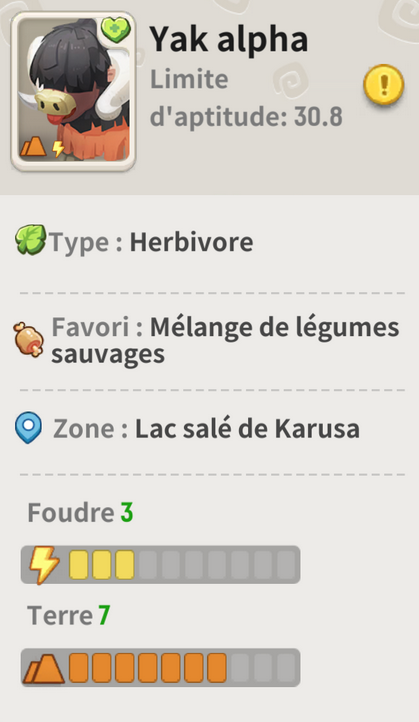 Yak alpha
Limite
d'aptitude: 30.8
Type : Herbivore
Favori : Mélange de légumes
sauvages
Zone : Lac salé de Karusa
Foudre 3
Terre 7